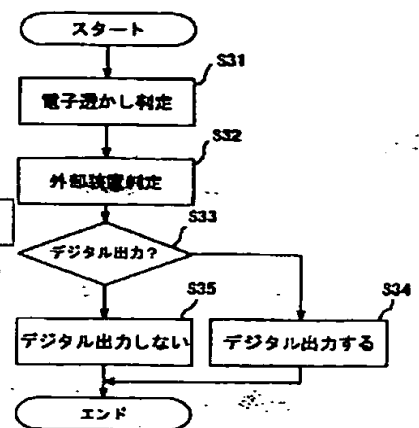 スタート
S31
電子透かし判定
S32
外部装置判定
S33
デジタル出力?
S35
S34
デジタル出力しない
デジタル出力する
エンド